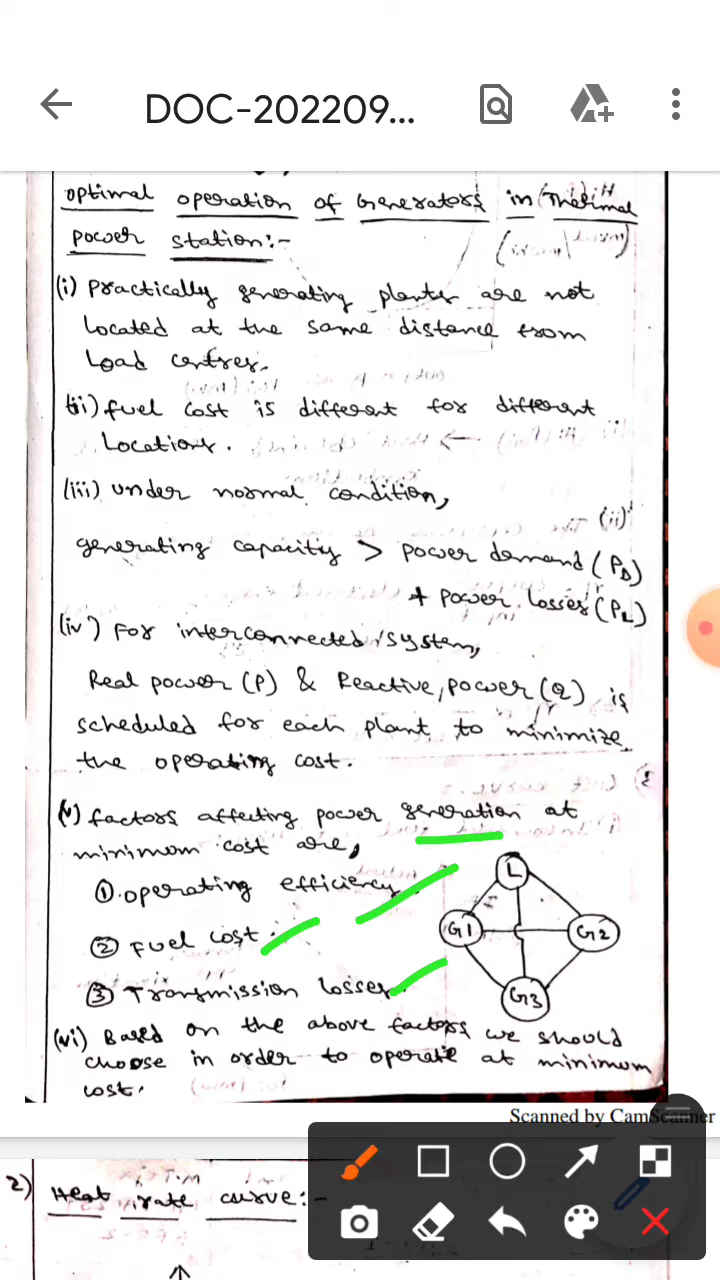 DOC-202209...
optimal operation of Generators in Thermal
power station:-
(i) Practically generating plants are not
located at the same distance from
Load centres.
(ii) fuel cost is different for different
Locations.
(iii) under normal condition,
(ii)
generating capacity > power demand (PD)
+ power losses (PL)
(iv) For interconnected system,
Real power (P) & Reactive power (Q) is
scheduled for each plant to minimize
the operating cost.
(v) factors affecting power generation at
minimum cost are,
① operating efficiency.
② Fuel cost.
③ Transmission losses.
L
G1
G2
G3
(vi) Based on the above factors we should
choose in order to operate at minimum
cost.
Scanned by CamScanner
2) Heat rate curve:-